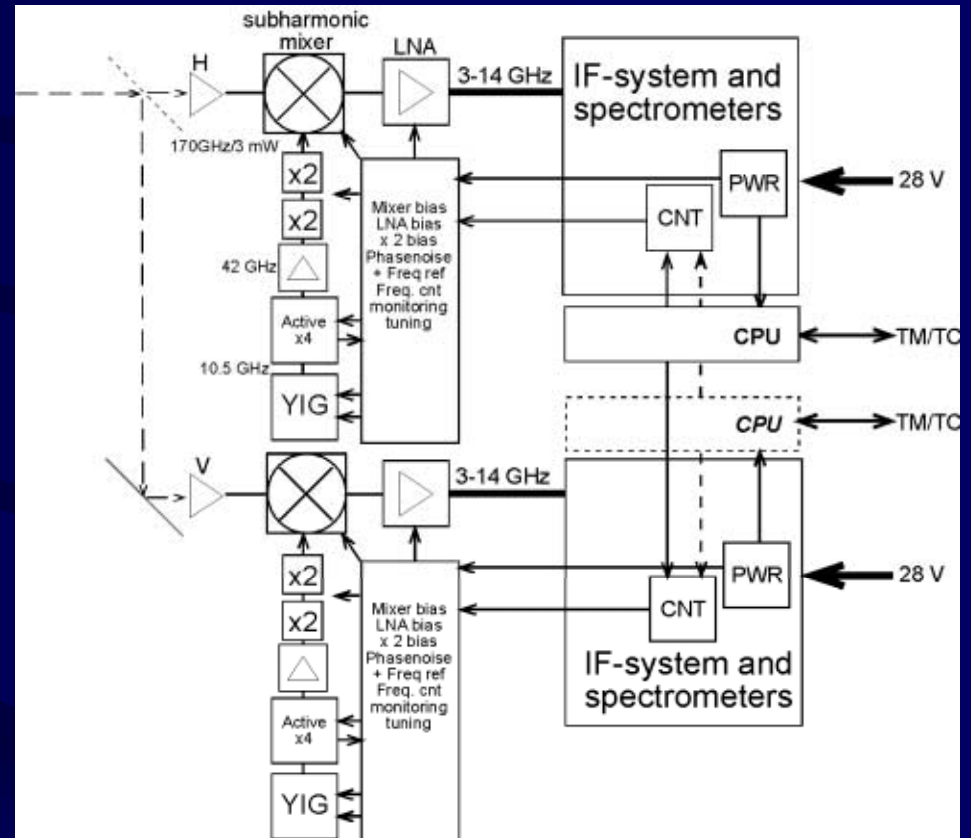 subharmonic
mixer
H
LNA
3-14 GHz
IF-system and
spectrometers
170GHz/3 mW
x2
x2
42 GHz
Active
x4
10.5 GHz
YIG
Mixer bias
LNA bias
x 2 bias
Phasenoise
+ Freq ref
Freq. cnt
monitoring
tuning
PWR
CNT
28 V
CPU
TM/TC
CPU
TM/TC
V
3-14 GHz
x2
x2
Active
x4
YIG
Mixer bias
LNA bias
x 2 bias
Phasenoise
+ Freq ref
Freq. cnt
monitoring
tuning
PWR
CNT
28 V
IF-system and
spectrometers